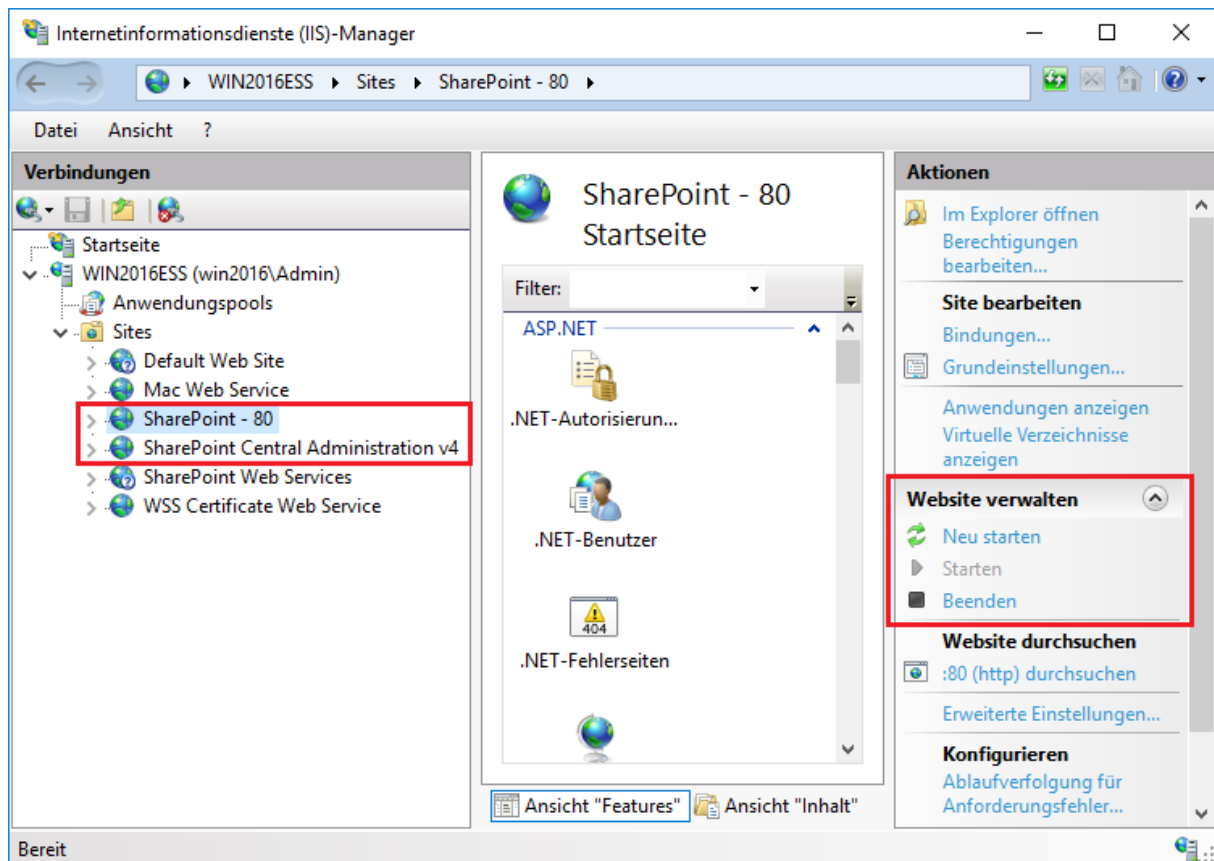 Internetinformationsdienste (IIS)-Manager
WIN2016ESS
Sites
SharePoint - 80
Datei Ansicht ?
Verbindungen
Startseite
WIN2016ESS (win2016\Admin)
Anwendungspools
Sites
Default Web Site
Mac Web Service
SharePoint - 80
SharePoint Central Administration v4
SharePoint Web Services
WSS Certificate Web Service
SharePoint - 80
Startseite
Filter:
ASP.NET
.NET-Autorisierun...
.NET-Benutzer
404
.NET-Fehlerseiten
Ansicht "Features"
Ansicht "Inhalt"
Aktionen
Im Explorer öffnen
Berechtigungen
bearbeiten...
Site bearbeiten
Bindungen...
Grundeinstellungen...
Anwendungen anzeigen
Virtuelle Verzeichnisse
anzeigen
Website verwalten
Neu starten
Starten
Beenden
Website durchsuchen
:80 (http) durchsuchen
Erweiterte Einstellungen...
Konfigurieren
Ablaufverfolgung für
Anforderungsfehler...
Bereit